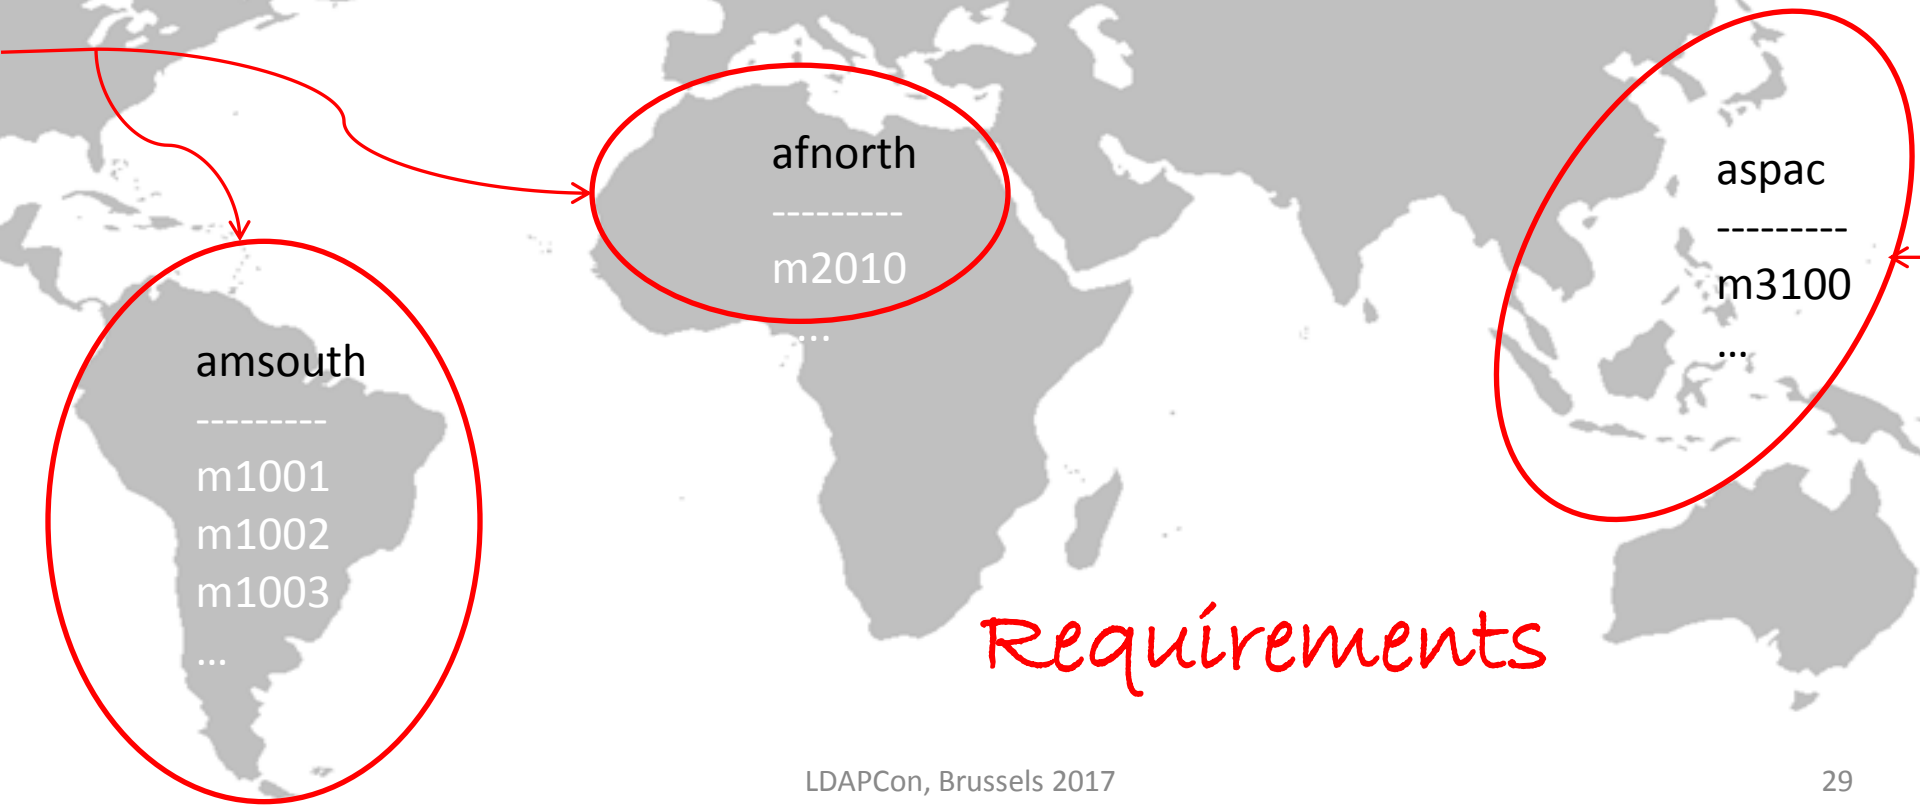 afnorth
---------
m2010
...
aspac
---------
m3100
...
amsouth
---------
m1001
m1002
m1003
...
Requirements
LDAPCon, Brussels 2017
29